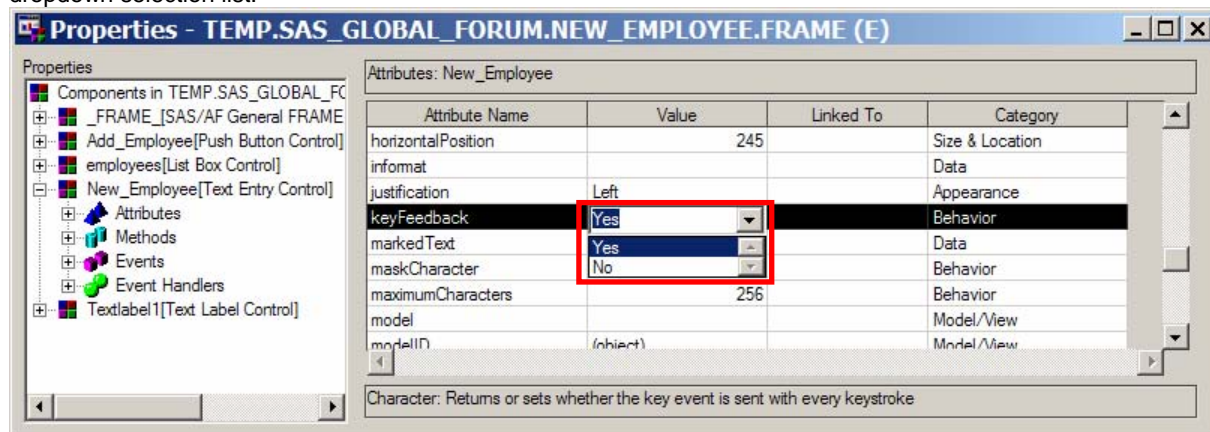 dropdown selection list.
Properties - TEMP.SAS_GLOBAL_FORUM.NEW_EMPLOYEE.FRAME (E)
Properties
Components in TEMP.SAS_GLOBAL_FO
_FRAME_[SAS/AF General FRAME
Add_Employee[Push Button Control]
employees[List Box Control]
New_Employee[Text Entry Control]
Attributes
Methods
Events
Event Handlers
Textlabel1[Text Label Control]
Attributes: New_Employee
Attribute Name Value Linked To Category
horizontalPosition 245 Size & Location
informat Data
justification Left Appearance
keyFeedback Yes Behavior
markedText Yes Data
maskCharacter No Behavior
maximumCharacters 256 Behavior
model Model/View
modelID (object) Model/View
Character: Returns or sets whether the key event is sent with every keystroke